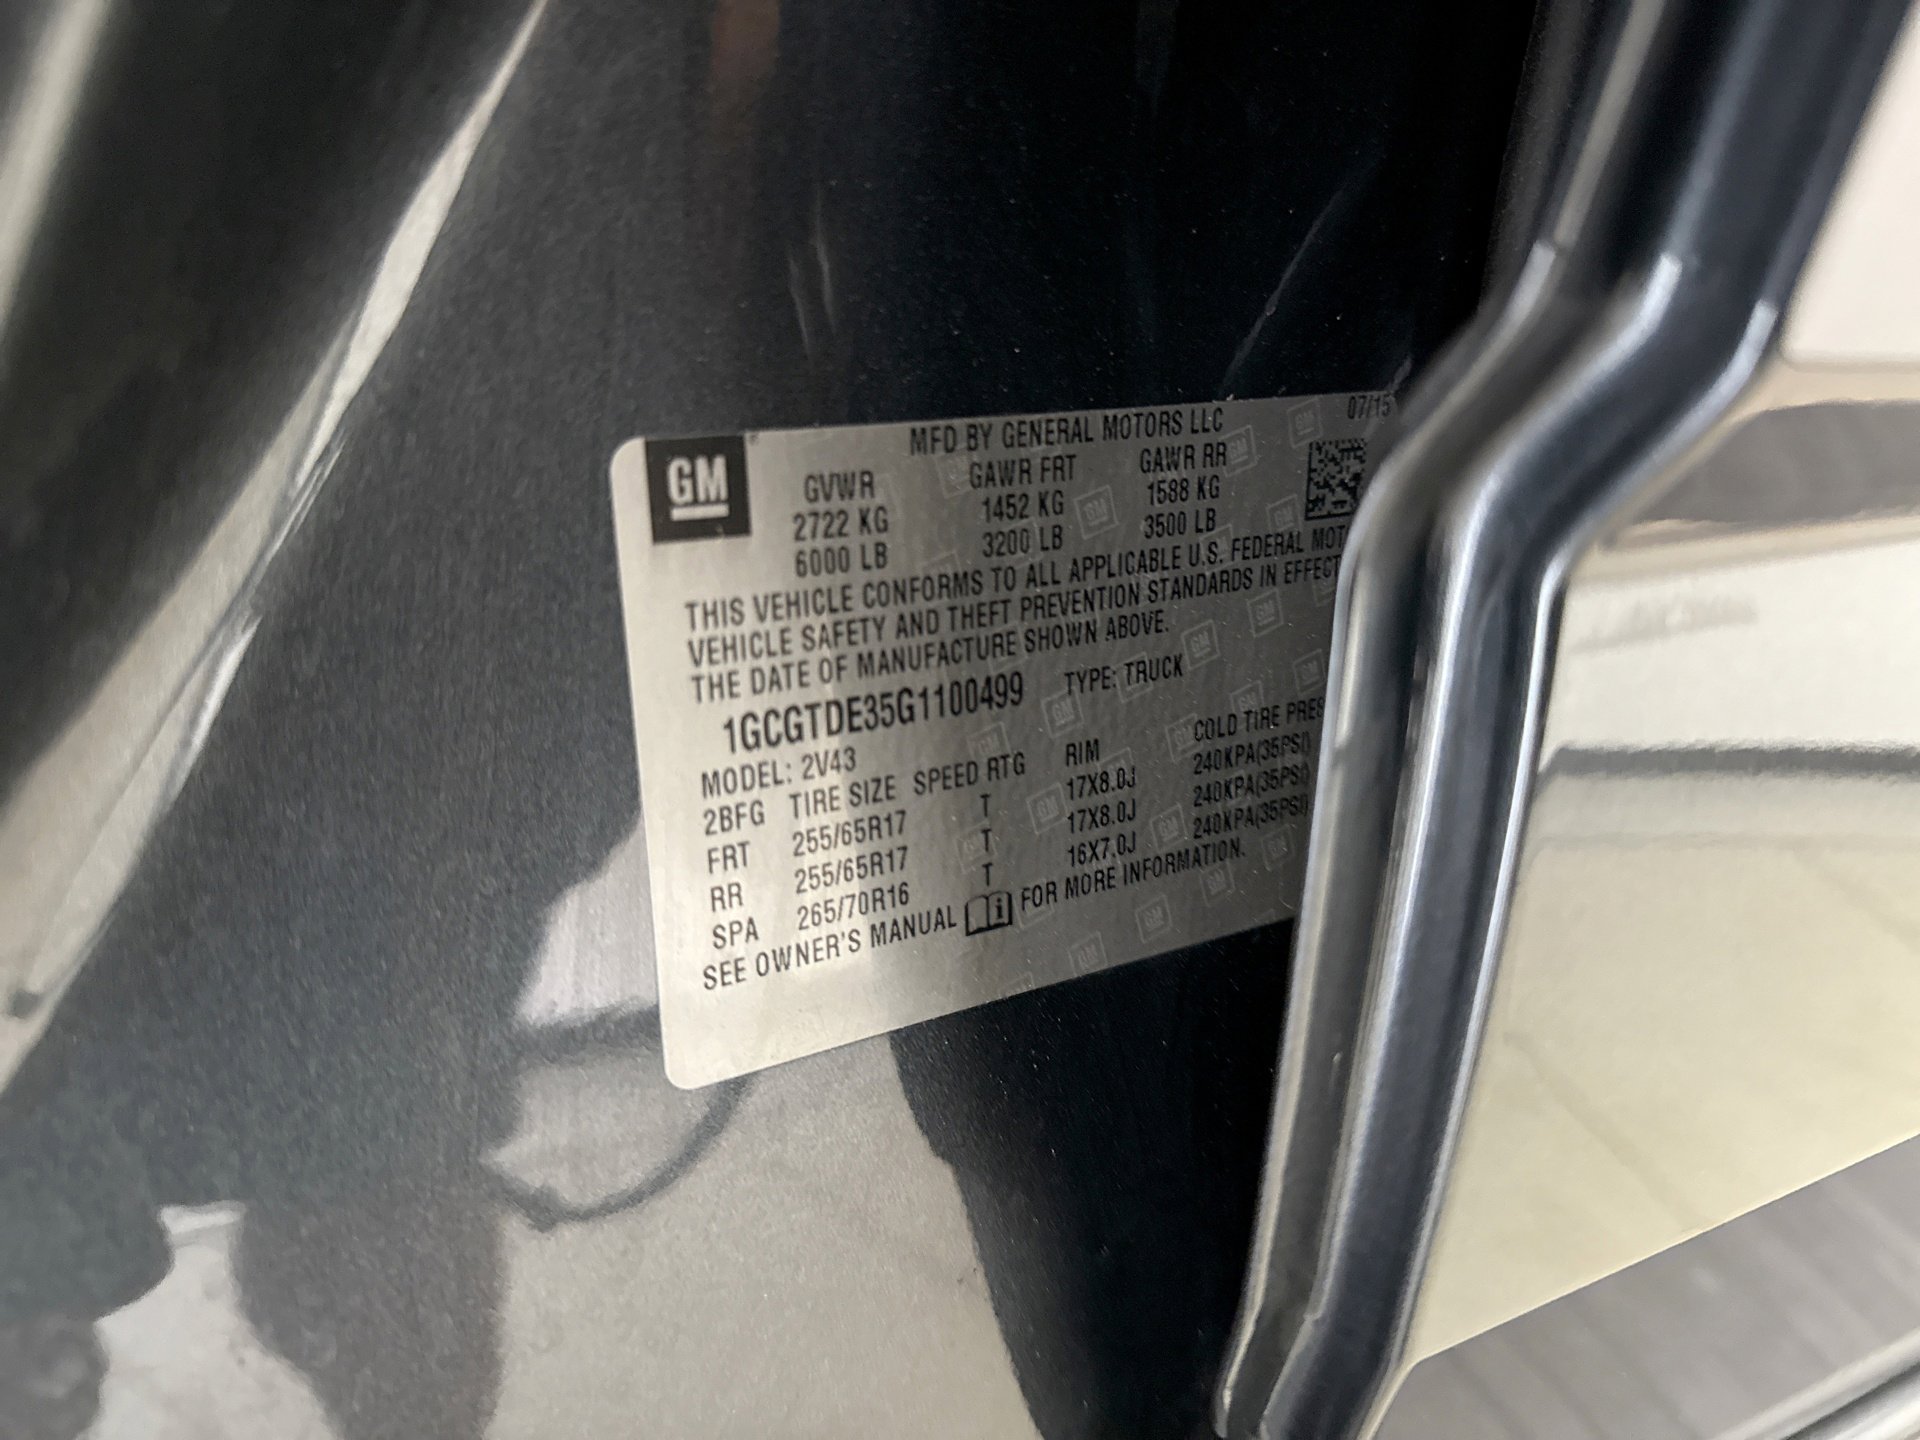 GM
MFD BY GENERAL MOTORS LLC 07/15
GVWR GAWR FRT GAWR RR
2722 KG 1452 KG 1588 KG
6000 LB 3200 LB 3500 LB
THIS VEHICLE CONFORMS TO ALL APPLICABLE U.S. FEDERAL MOT
VEHICLE SAFETY AND THEFT PREVENTION STANDARDS IN EFFECT
THE DATE OF MANUFACTURE SHOWN ABOVE.
1GCGTDE35G1100499 TYPE: TRUCK
MODEL: 2V43
2BFG TIRE SIZE SPEED RTG RIM COLD TIRE PRES
FRT 255/65R17 T 17X8.0J 240KPA(35PSI)
RR 255/65R17 T 17X8.0J 240KPA(35PSI)
SPA 265/70R16 T 16X7.0J 240KPA(35PSI)
SEE OWNER'S MANUAL FOR MORE INFORMATION.